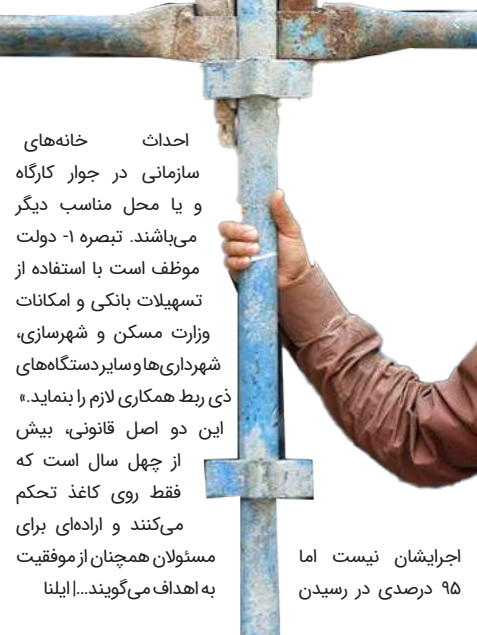 احداث خانه‌های
سازمانی در جوار کارگاه
و یا محل مناسب دیگر
می‌باشند. تبصره ۱- دولت
موظف است با استفاده از
تسهیلات بانکی و امکانات
وزارت مسکن و شهرسازی،
شهرداری‌ها و سایر دستگاه‌های
ذی ربط همکاری لازم را بنماید.»
این دو اصل قانونی، بیش
از چهل سال است که
فقط روی کاغذ تحکم
می‌کنند و اراده‌ای برای
اجرایشان نیست اما مسئولان همچنان از موفقیت
۹۵ درصدی در رسیدن به اهداف می‌گویند...| ایلنا